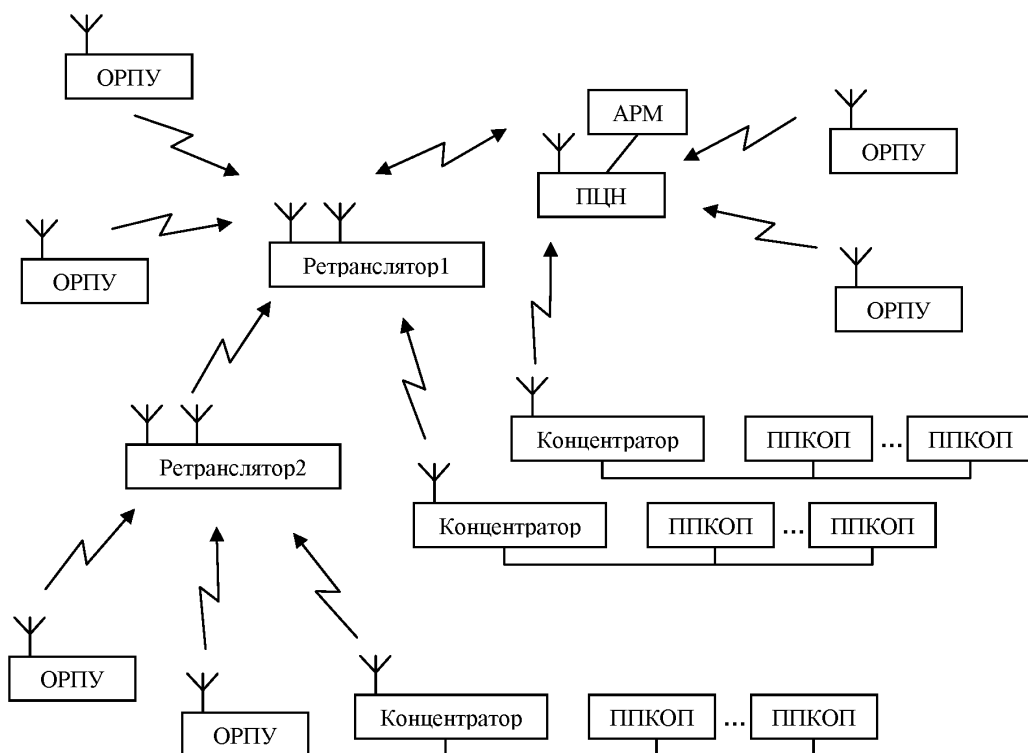 ОРПУ
АРМ
ОРПУ
ПЦН
ОРПУ
Ретранслятор1
ОРПУ
Концентратор
ППКОП ... ППКОП
Ретранслятор2
Концентратор
ППКОП ... ППКОП
ОРПУ
ОРПУ
Концентратор
ППКОП ... ППКОП